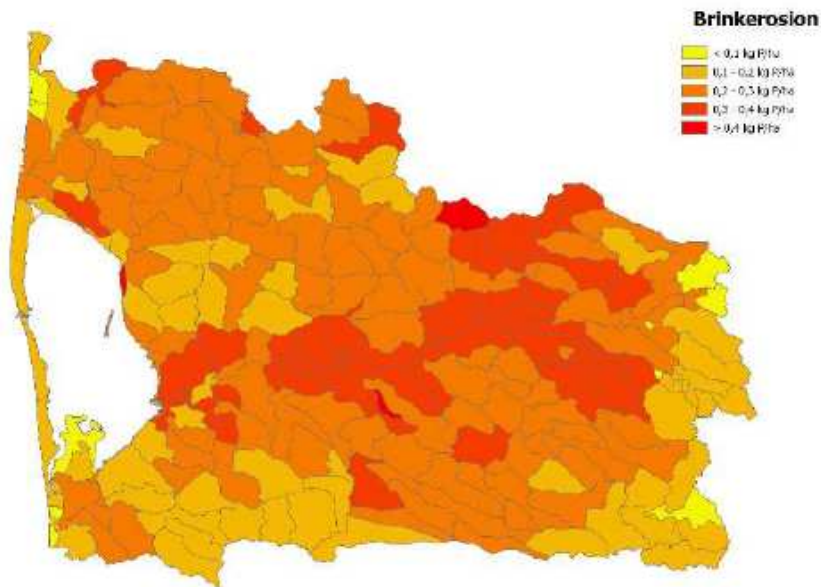 Brinkerosion
< 0,1 kg P/ha
0,1 - 0,2 kg P/ha
0,2 - 0,3 kg P/ha
0,3 - 0,4 kg P/ha
> 0,4 kg P/ha